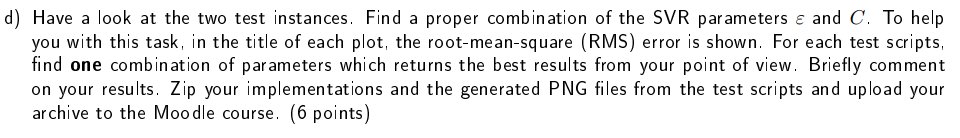 d) Have a look at the two test instances. Find a proper combination of the SVR parameters ε and C. To help
you with this task, in the title of each plot, the root-mean-square (RMS) error is shown. For each test scripts,
find one combination of parameters which returns the best results from your point of view. Briefly comment
on your results. Zip your implementations and the generated PNG files from the test scripts and upload your
archive to the Moodle course. (6 points)